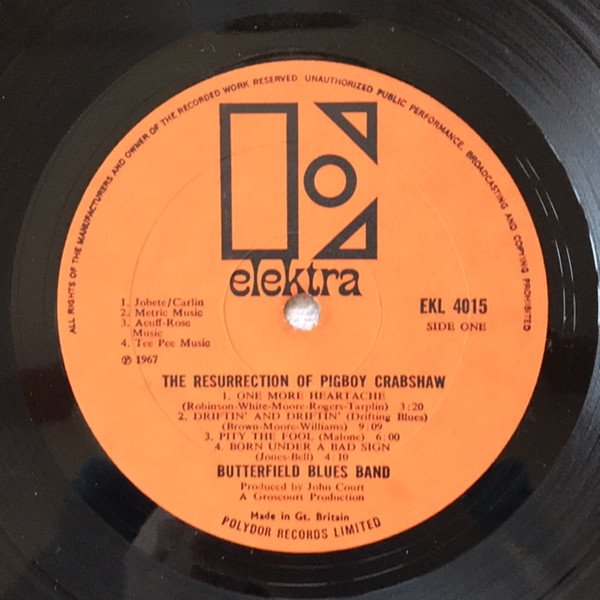 ALL RIGHTS OF THE MANUFACTURERS AND OWNER OF THE RECORDED WORK RESERVED UNAUTHORIZED PUBLIC PERFORMANCE, BROADCASTING AND COPYING PROHIBITED
elektra
EKL 4015
SIDE ONE
1. Jobete/Carlin
2. Metric Music
3. Acuff-Rose
Music
4. Tee Pee Music
℗ 1967
THE RESURRECTION OF PIGBOY CRABSHAW
1. ONE MORE HEARTACHE
(Robinson-White-Moore-Rogers-Tarplin) 3:20
2. DRIFTIN' AND DRIFTIN' (Drifting Blues)
(Brown-Moore-Williams) 9:09
3. PITY THE FOOL (Malone) 6:00
4. BORN UNDER A BAD SIGN
(Jones-Bell) 4:10
BUTTERFIELD BLUES BAND
Produced by John Court
A Groscourt Production
Made in Gt. Britain
POLYDOR RECORDS LIMITED